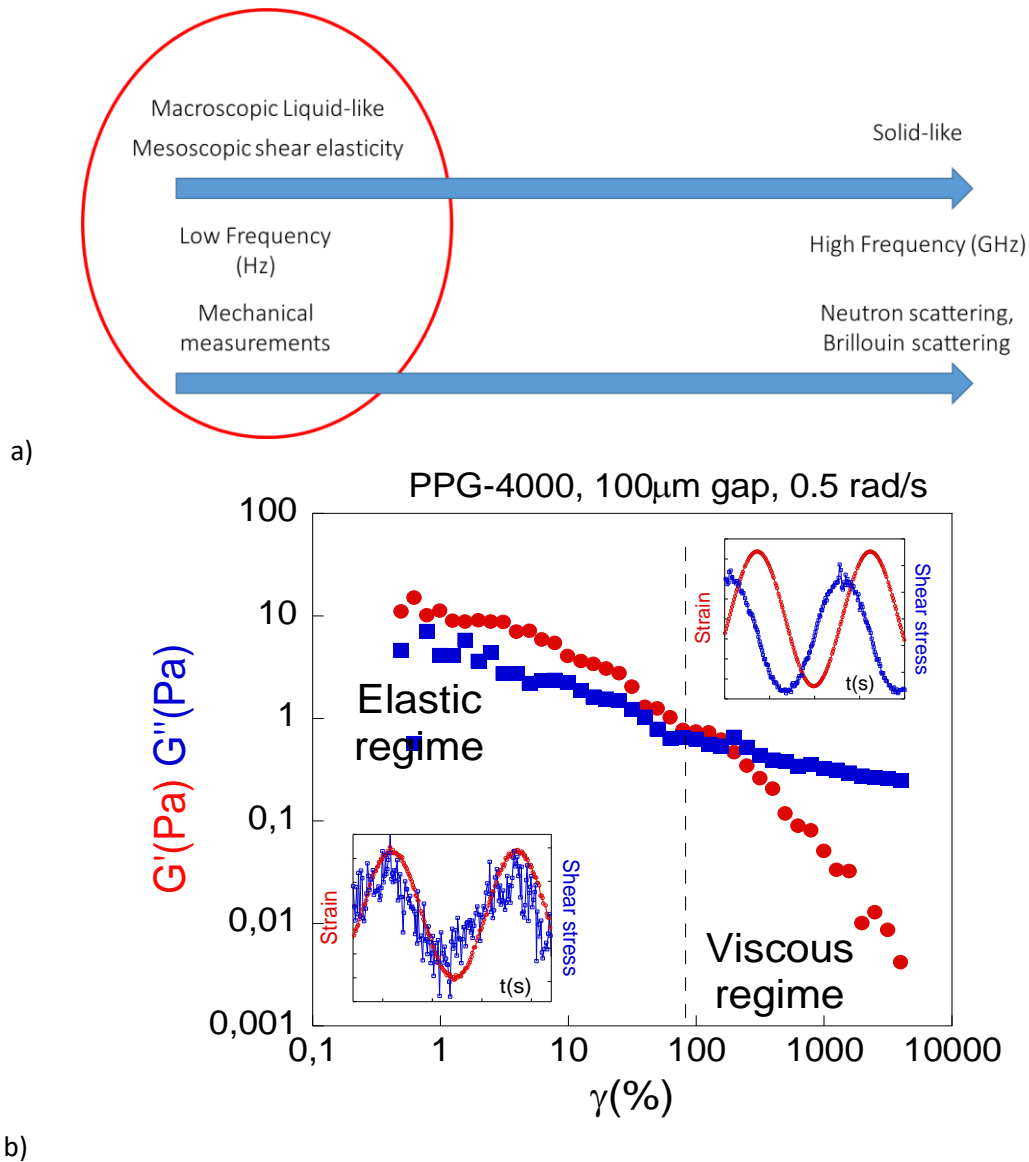 Macroscopic Liquid-like
Mesoscopic shear elasticity
Solid-like
Low Frequency
(Hz)
High Frequency (GHz)
Mechanical
measurements
Neutron scattering,
Brillouin scattering
a)
PPG-4000, 100μm gap, 0.5 rad/s
G'(Pa) G''(Pa)
100
10
1
0,1
0,01
0,001
Strain
Shear stress
t(s)
Elastic
regime
Strain
Shear stress
t(s)
Viscous
regime
0,1 1 10 100 1000 10000
γ(%)
b)